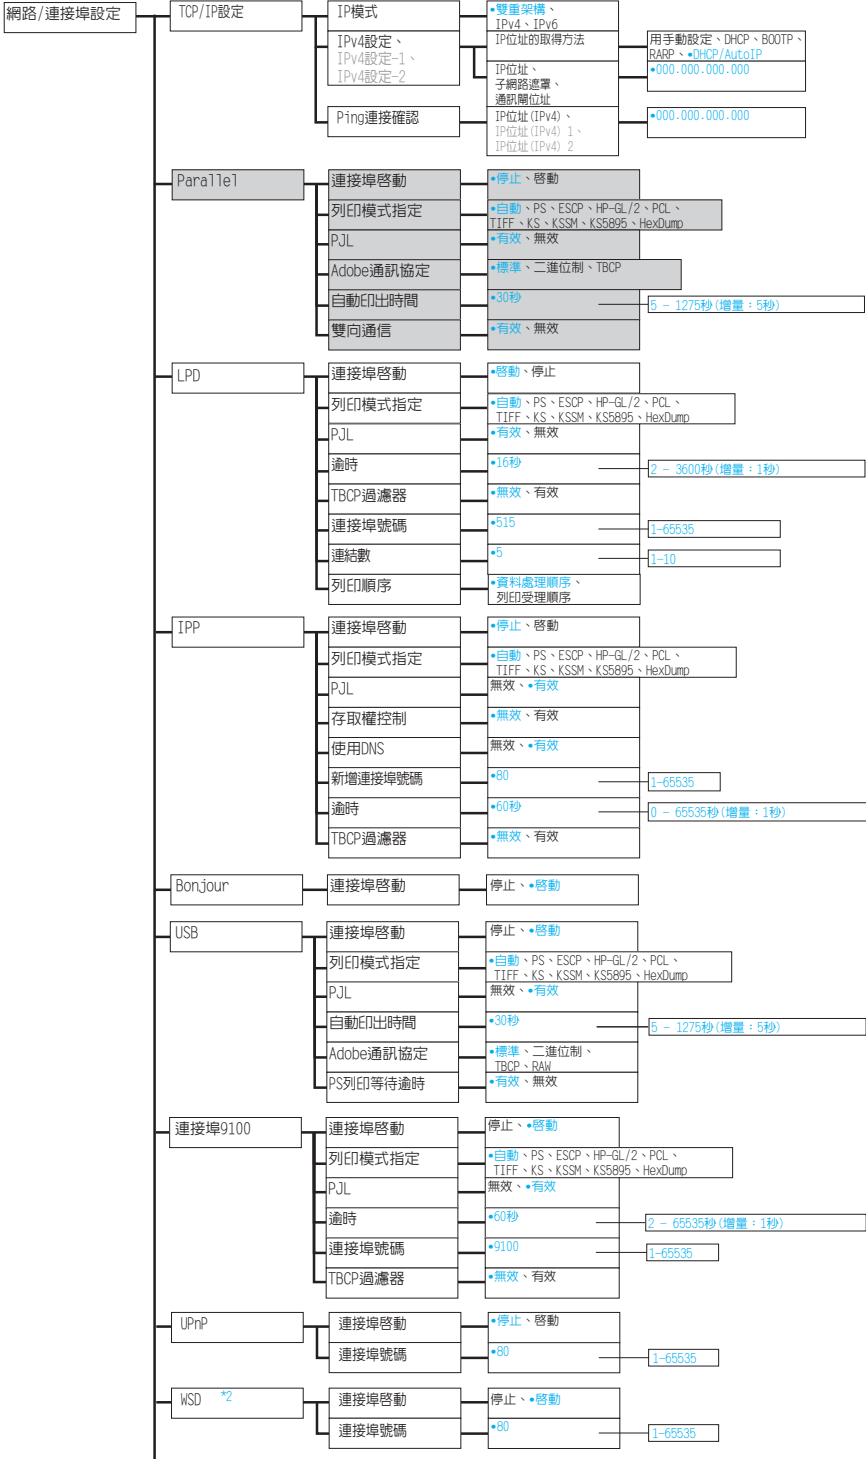 網路/連接埠設定
TCP/IP設定
IP模式
•雙重架構、
IPv4、IPv6
IPv4設定、
IPv4設定-1、
IPv4設定-2
IP位址的取得方法
用手動設定、DHCP、BOOTP、
RARP、•DHCP/AutoIP
IP位址、
子網路遮罩、
通訊閘位址
•000.000.000.000
Ping連接確認
IP位址(IPv4)、
IP位址(IPv4) 1、
IP位址(IPv4) 2
•000.000.000.000
Parallel
連接埠啓動
•停止、啓動
列印模式指定
•自動、PS、ESCP、HP-GL/2、PCL、
TIFF、KS、KSSM、KS5895、HexDump
PJL
•有效、無效
Adobe通訊協定
•標準、二進位制、TBCP
自動印出時間
•30秒
5 - 1275秒(增量：5秒)
雙向通信
•有效、無效
LPD
連接埠啓動
•啓動、停止
列印模式指定
•自動、PS、ESCP、HP-GL/2、PCL、
TIFF、KS、KSSM、KS5895、HexDump
PJL
•有效、無效
逾時
•16秒
2 - 3600秒(增量：1秒)
TBCP過濾器
•無效、有效
連接埠號碼
•515
1-65535
連結數
•5
1-10
列印順序
•資料處理順序、
列印受理順序
IPP
連接埠啓動
•停止、啓動
列印模式指定
•自動、PS、ESCP、HP-GL/2、PCL、
TIFF、KS、KSSM、KS5895、HexDump
PJL
無效、•有效
存取權控制
•無效、有效
使用DNS
無效、•有效
新增連接埠號碼
•80
1-65535
逾時
•60秒
0 - 65535秒(增量：1秒)
TBCP過濾器
•無效、有效
Bonjour
連接埠啓動
停止、•啓動
USB
連接埠啓動
停止、•啓動
列印模式指定
•自動、PS、ESCP、HP-GL/2、PCL、
TIFF、KS、KSSM、KS5895、HexDump
PJL
無效、•有效
自動印出時間
•30秒
5 - 1275秒(增量：5秒)
Adobe通訊協定
•標準、二進位制、
TBCP、RAW
PS列印等待逾時
•有效、無效
連接埠9100
連接埠啓動
停止、•啓動
列印模式指定
•自動、PS、ESCP、HP-GL/2、PCL、
TIFF、KS、KSSM、KS5895、HexDump
PJL
無效、•有效
逾時
•60秒
2 - 65535秒(增量：1秒)
連接埠號碼
•9100
1-65535
TBCP過濾器
•無效、有效
UPnP
連接埠啓動
•停止、啓動
連接埠號碼
•80
1-65535
WSD *2
連接埠啓動
停止、•啓動
連接埠號碼
•80
1-65535